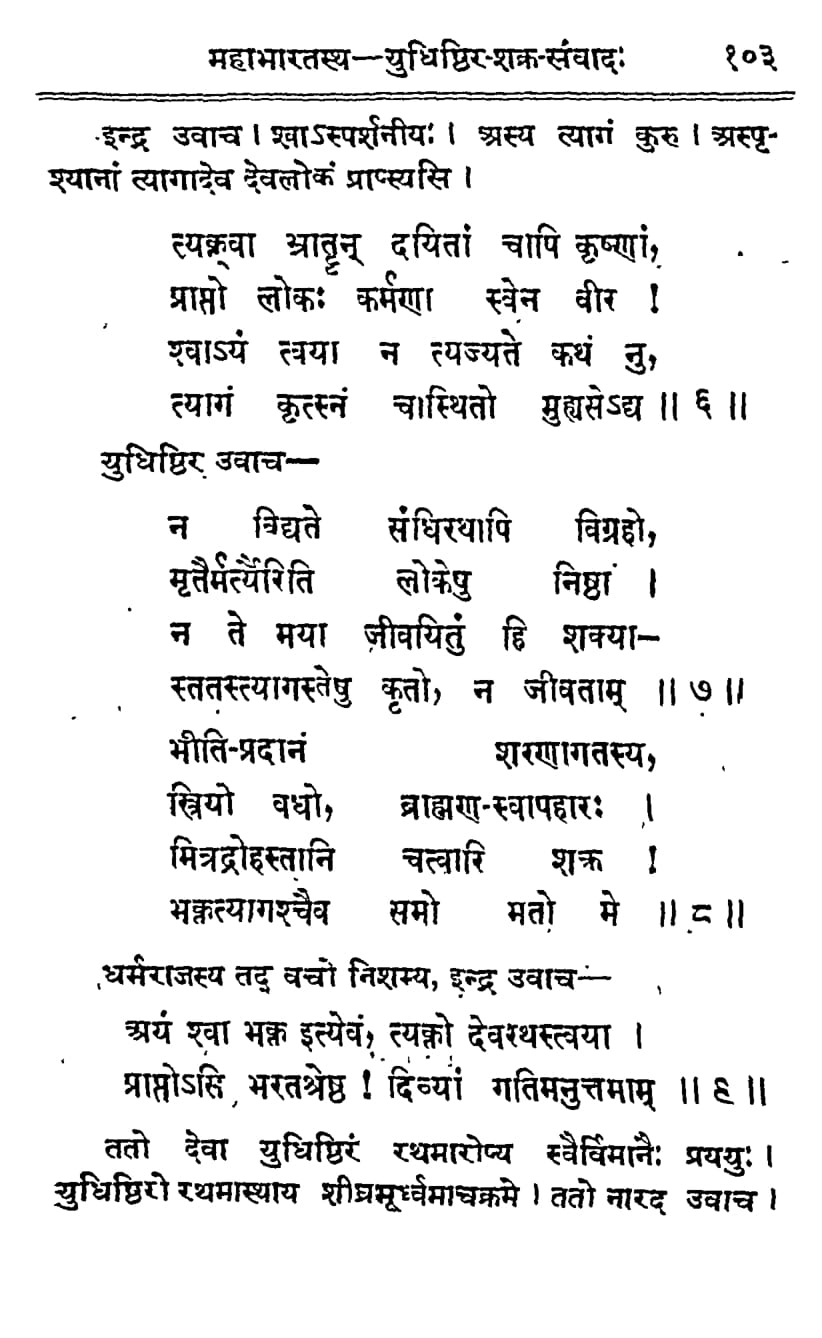 महाभारतस्य—युधिष्ठिर-शक्र-संवादः १०३
इन्द्र उवाच । श्वाऽस्पर्शनीयः । अस्य त्यागं कुरु । अस्पृ-
श्यानां त्यागादेव देवलोकं प्राप्स्यसि ।
त्यक्त्वा भ्रातॄन् दयितां चापि कृष्णां,
प्राप्तो लोकः कर्मणा स्वेन वीर !
श्वाऽयं त्वया न त्यज्यते कथं नु,
त्यागं कृत्स्नं चास्थितो मुह्यसेऽद्य ॥ ६ ॥
युधिष्ठिर उवाच—
न विद्यते संधिरथापि विग्रहो,
मृतैर्मर्त्यैरिति लोकेषु निष्ठा ।
न ते मया जीवयितुं हि शक्या—
स्ततस्त्यागस्तेषु कृतो, न जीवताम् ॥ ७ ॥
भीति-प्रदानं शरणागतस्य,
स्त्रियो वधो, ब्राह्मण-स्वापहारः ।
मित्रद्रोहस्तानि चत्वारि शक्र !
भक्तत्यागश्चैव समो मतो मे ॥ ८ ॥
धर्मराजस्य तद् वचो निशम्य, इन्द्र उवाच—
अयं श्वा भक्त इत्येवं, त्यक्तो देवरथस्त्वया ।
प्राप्तोऽसि भरतश्रेष्ठ ! दिव्यां गतिमनुत्तमाम् ॥ ९ ॥
ततो देवा युधिष्ठिरं रथमारोप्य स्वैर्विमानैः प्रययुः ।
युधिष्ठिरो रथमास्थाय शीघ्रमूर्ध्वमाचक्रमे । ततो नारद उवाच ।